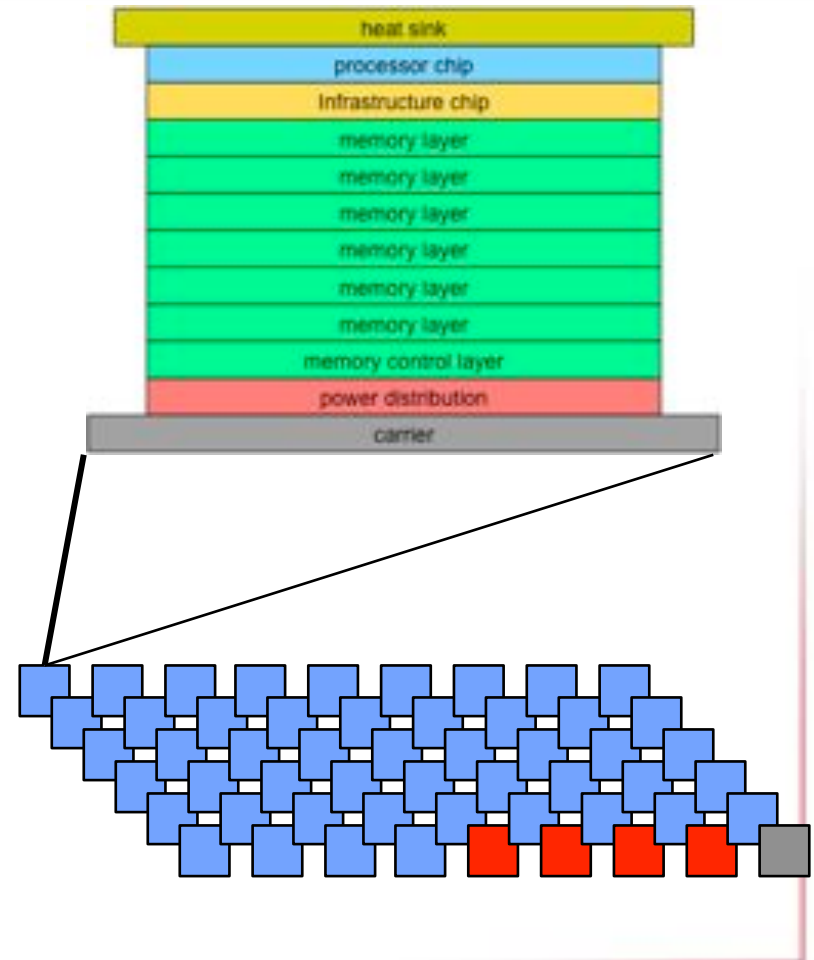 heat sink
processor chip
Infrastructure chip
memory layer
memory layer
memory layer
memory layer
memory layer
memory layer
memory control layer
power distribution
carrier